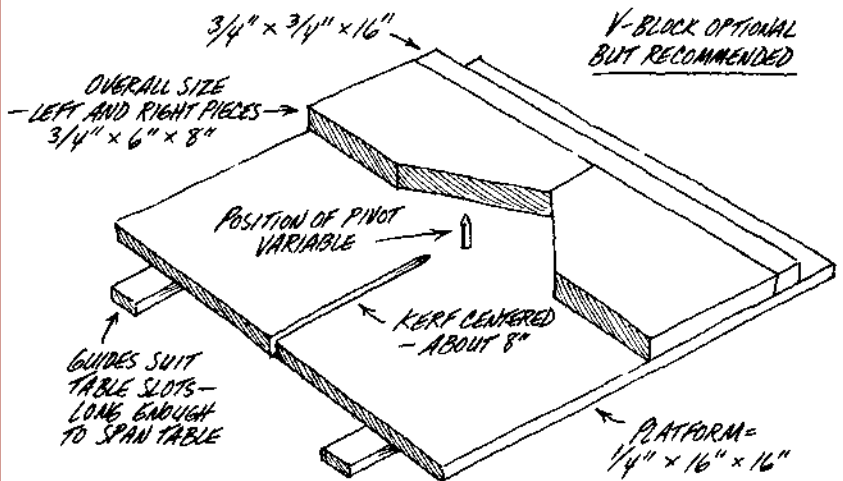 3/4" × 3/4" × 16"
V-BLOCK OPTIONAL
BUT RECOMMENDED
OVERALL SIZE
- LEFT AND RIGHT PIECES -
3/4" × 6" × 8"
POSITION OF PIVOT
VARIABLE
KERF CENTERED
- ABOUT 8"
GUIDES SUIT
TABLE SLOTS -
LONG ENOUGH
TO SPAN TABLE
PLATFORM =
1/4" × 16" × 16"